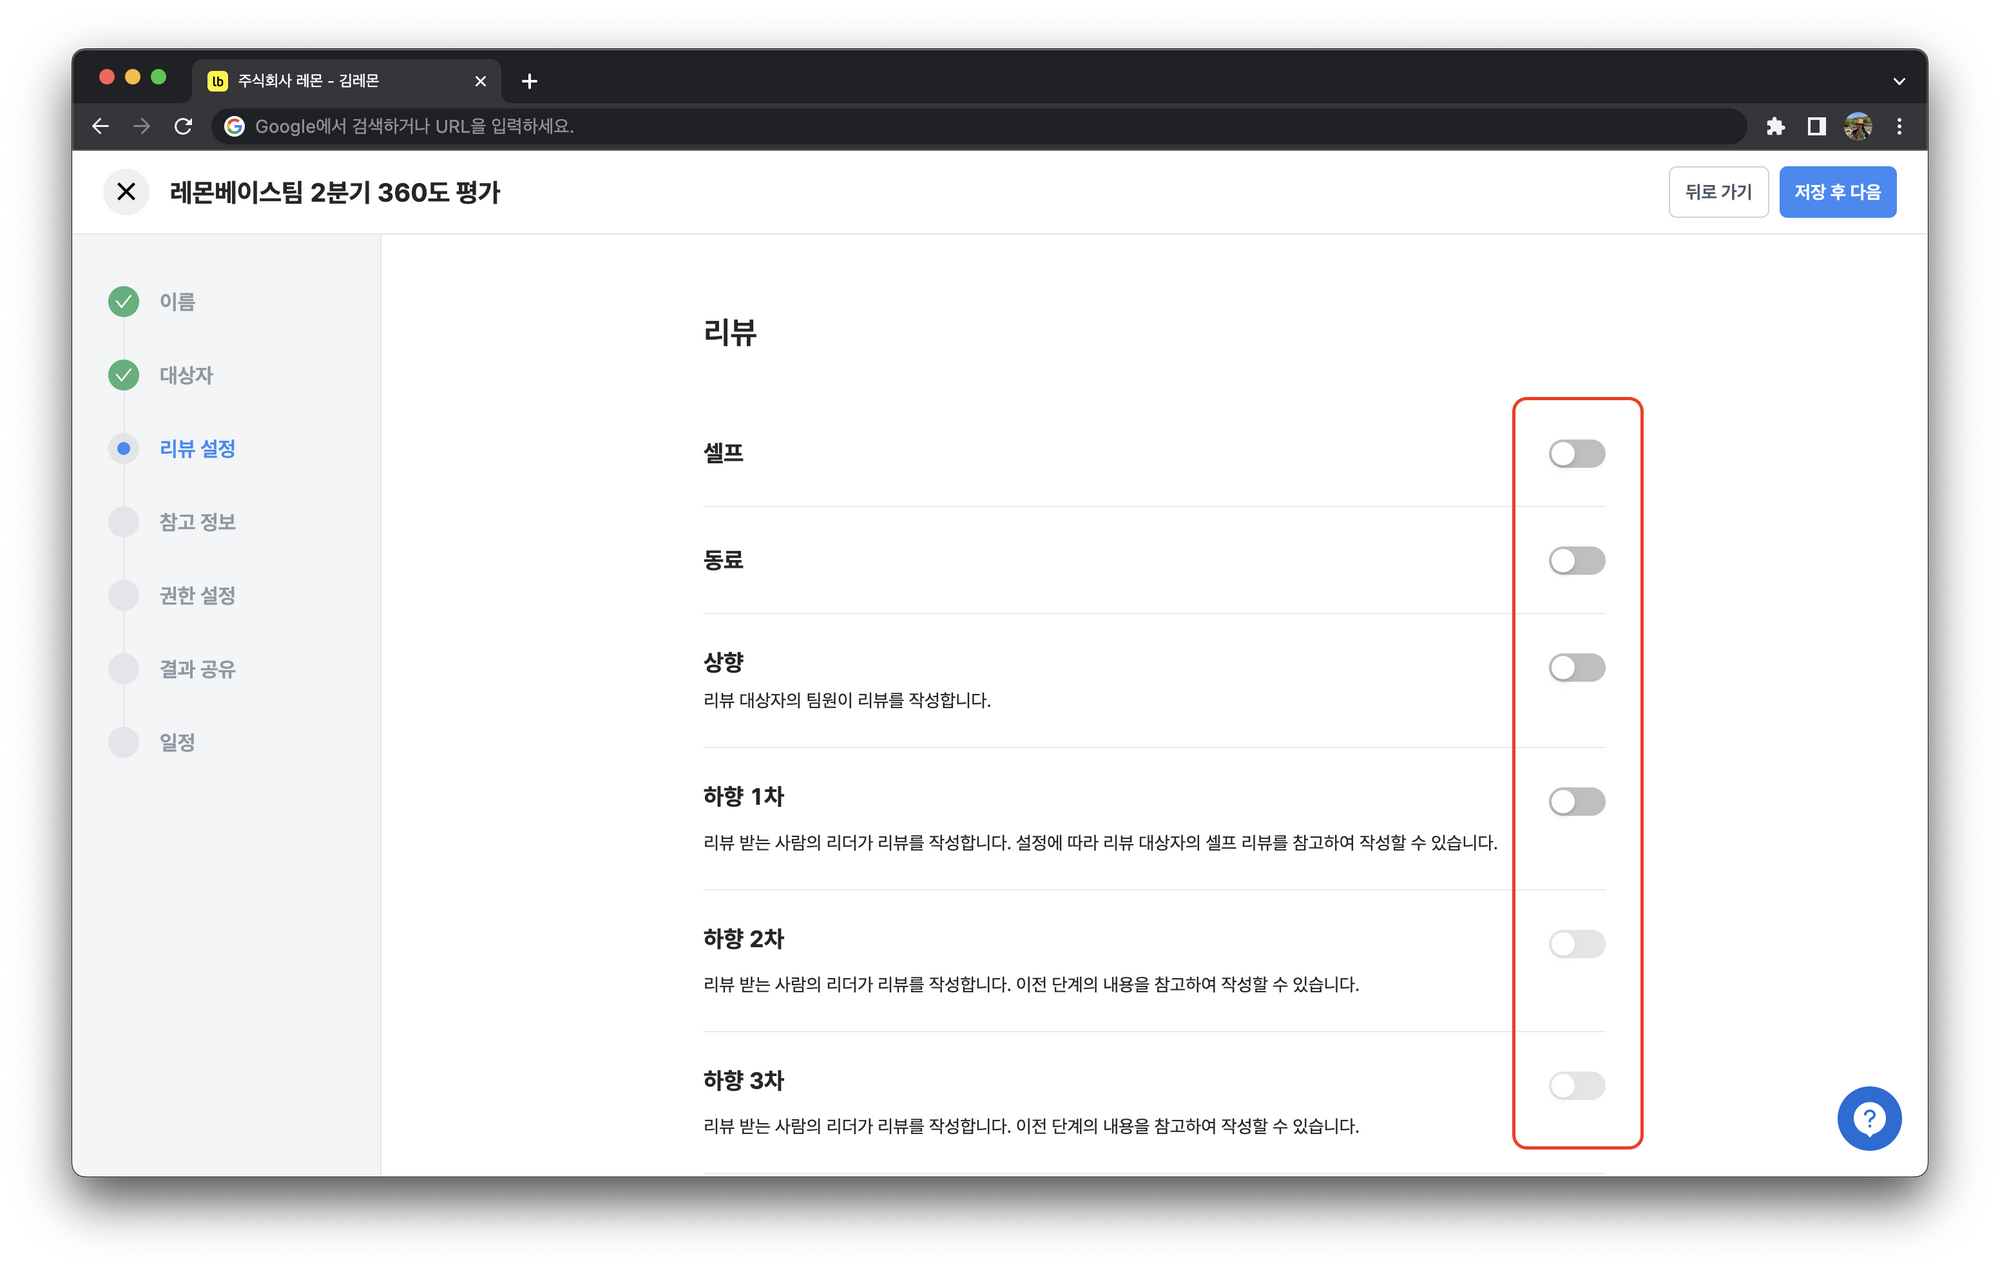 lb 주식회사 레몬 - 김레몬
Google에서 검색하거나 URL을 입력하세요.
레몬베이스팀 2분기 360도 평가
뒤로 가기
저장 후 다음
이름
대상자
리뷰 설정
참고 정보
권한 설정
결과 공유
일정
리뷰
셀프
동료
상향
리뷰 대상자의 팀원이 리뷰를 작성합니다.
하향 1차
리뷰 받는 사람의 리더가 리뷰를 작성합니다. 설정에 따라 리뷰 대상자의 셀프 리뷰를 참고하여 작성할 수 있습니다.
하향 2차
리뷰 받는 사람의 리더가 리뷰를 작성합니다. 이전 단계의 내용을 참고하여 작성할 수 있습니다.
하향 3차
리뷰 받는 사람의 리더가 리뷰를 작성합니다. 이전 단계의 내용을 참고하여 작성할 수 있습니다.
?